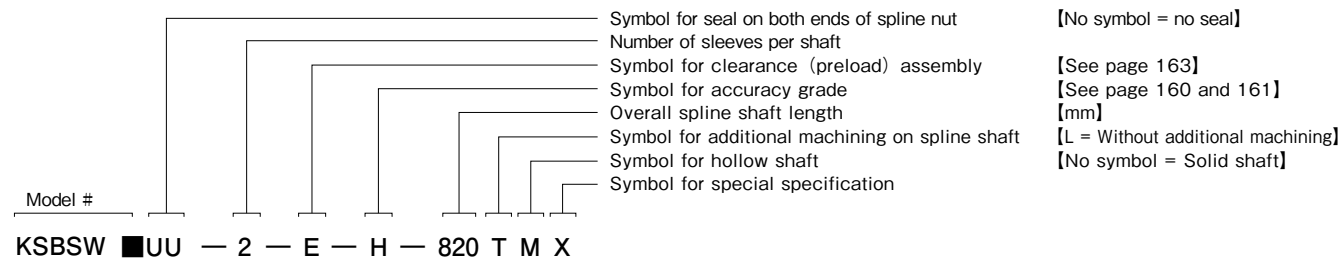 Symbol for seal on both ends of spline nut 【No symbol = no seal】
Number of sleeves per shaft
Symbol for clearance（preload）assembly 【See page 163】
Symbol for accuracy grade 【See page 160 and 161】
Overall spline shaft length 【mm】
Symbol for additional machining on spline shaft 【L = Without additional machining】
Symbol for hollow shaft 【No symbol = Solid shaft】
Symbol for special specification
Model #
KSBSW ■UU — 2 — E — H — 820 T M X